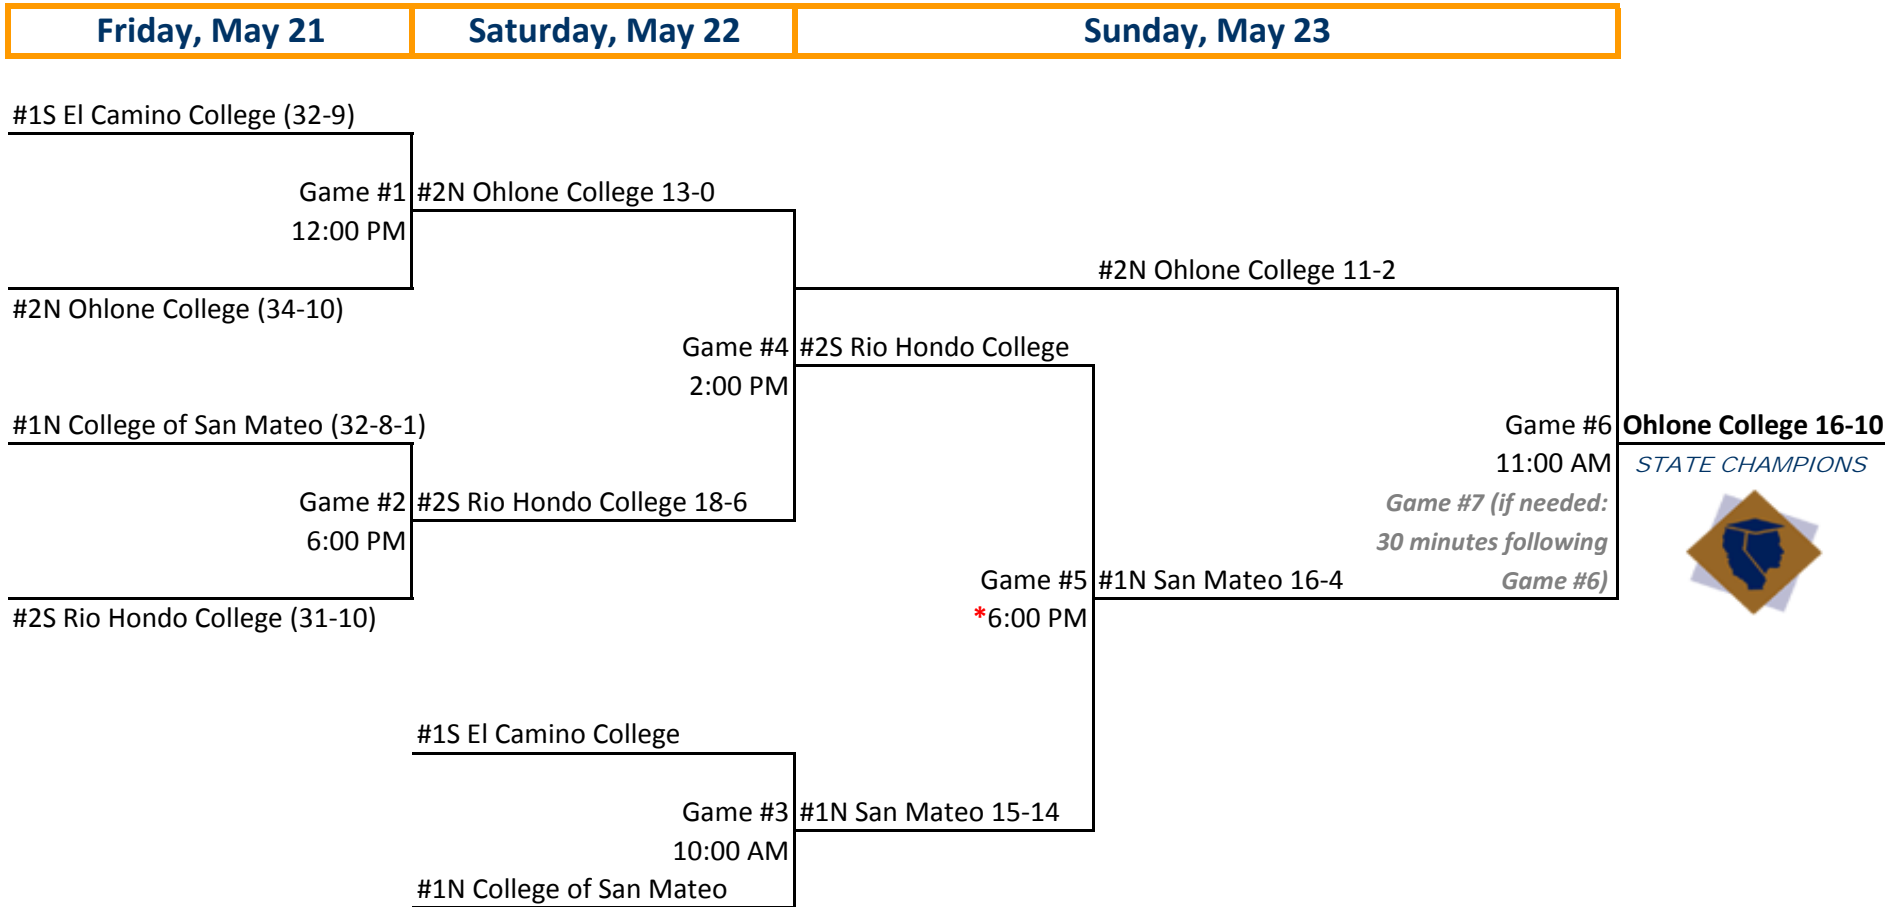 Friday, May 21
Saturday, May 22
Sunday, May 23
#1S El Camino College (32-9)
Game #1
#2N Ohlone College 13-0
12:00 PM
#2N Ohlone College 11-2
#2N Ohlone College (34-10)
Game #4
#2S Rio Hondo College
2:00 PM
#1N College of San Mateo (32-8-1)
Game #6
Ohlone College 16-10
11:00 AM
STATE CHAMPIONS
Game #2
#2S Rio Hondo College 18-6
Game #7 (if needed:
6:00 PM
30 minutes following
Game #5
#1N San Mateo 16-4
Game #6)
#2S Rio Hondo College (31-10)
*6:00 PM
#1S El Camino College
Game #3
#1N San Mateo 15-14
10:00 AM
#1N College of San Mateo